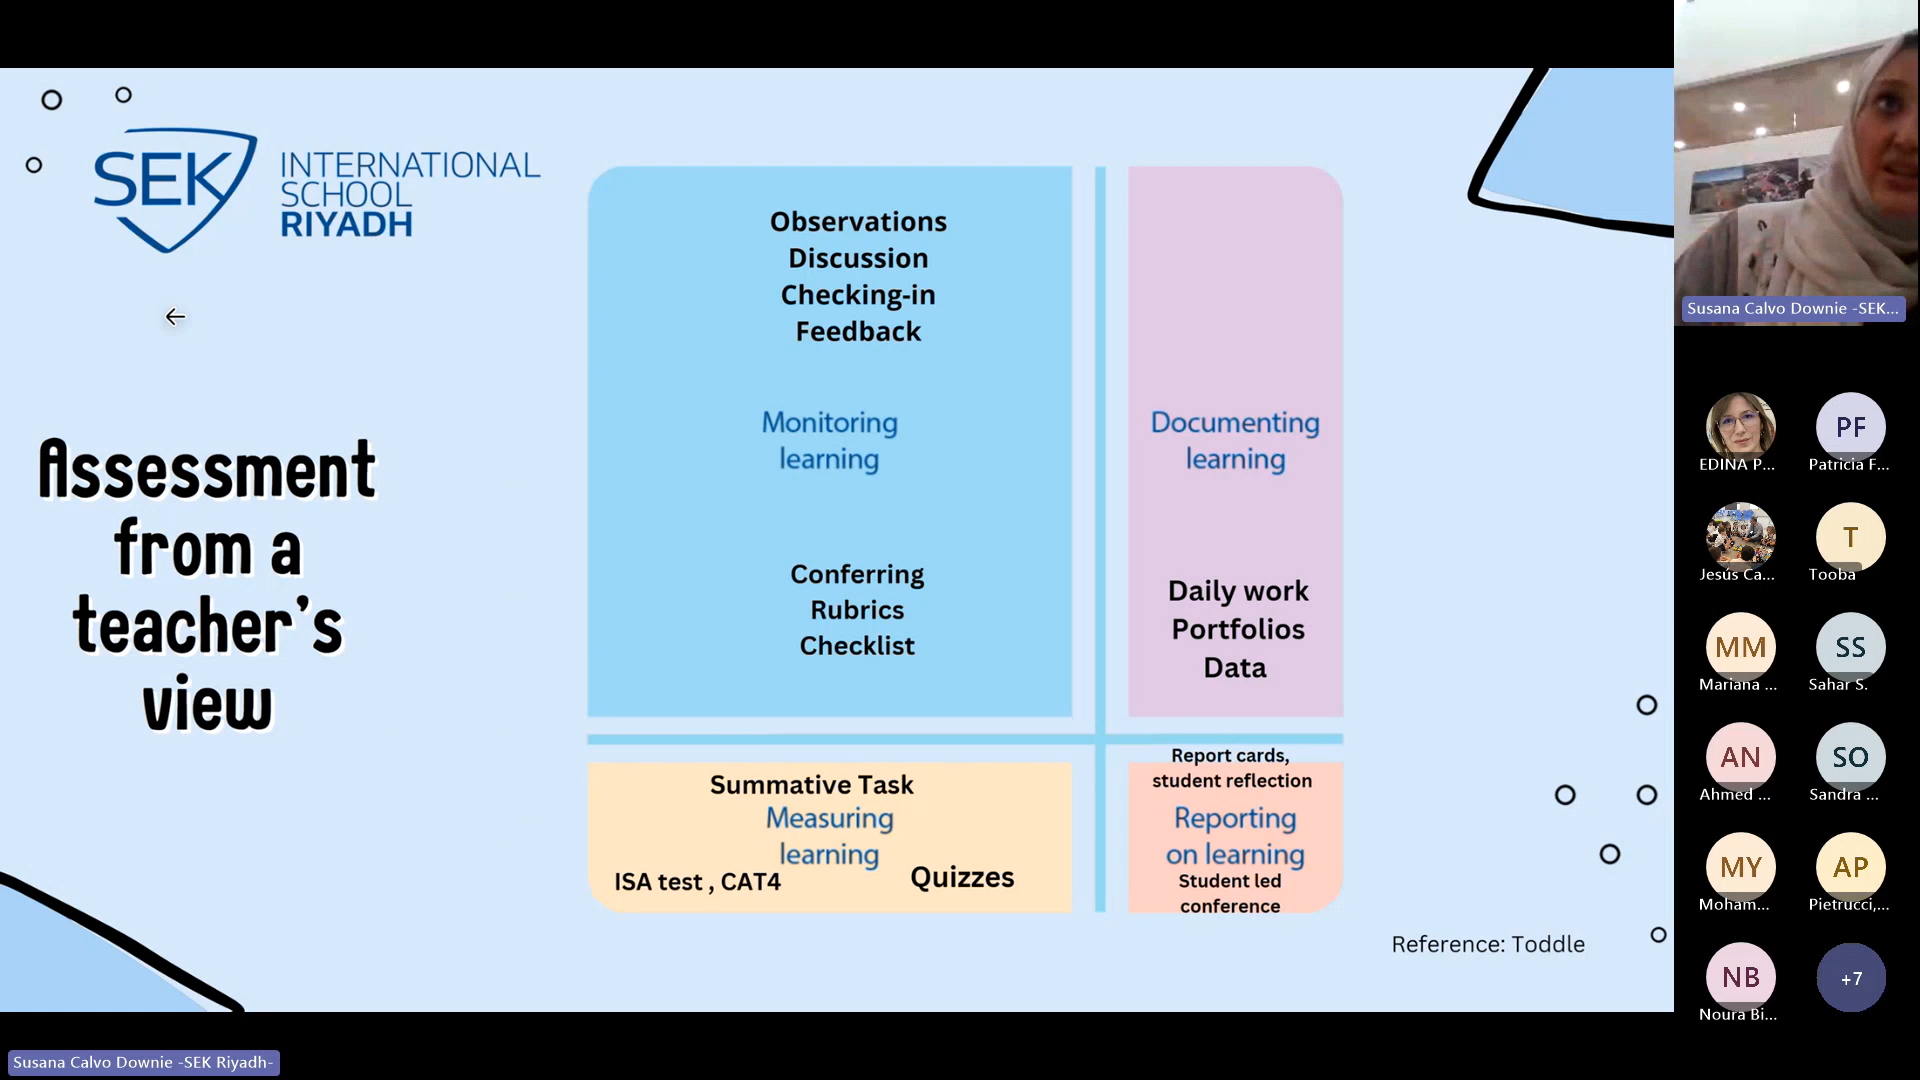 SEK
INTERNATIONAL
SCHOOL
RIYADH
Assessment
from a
teacher's
view
Observations
Discussion
Checking-in
Feedback
Monitoring
learning
Conferring
Rubrics
Checklist
Documenting
learning
Daily work
Portfolios
Data
Summative Task
Measuring
learning
ISA test , CAT4
Quizzes
Report cards,
student reflection
Reporting
on learning
Student led
conference
Reference: Toddle
Susana Calvo Downie -SEK...
EDINA P...
PF
Patricia F...
Jesús Ca...
T
Tooba
MM
Mariana ...
SS
Sahar S.
AN
Ahmed ...
SO
Sandra ...
MY
Moham...
AP
Pietrucci,...
NB
Noura Bi...
+7
Susana Calvo Downie -SEK Riyadh-